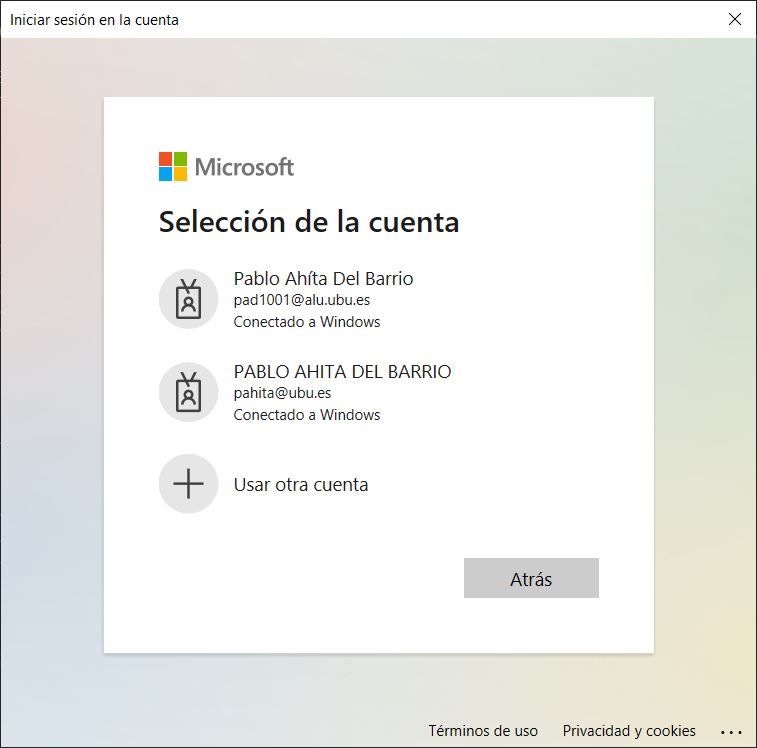 Iniciar sesión en la cuenta
Microsoft
Selección de la cuenta
Pablo Ahíta Del Barrio
pad1001@alu.ubu.es
Conectado a Windows
PABLO AHITA DEL BARRIO
pahita@ubu.es
Conectado a Windows
Usar otra cuenta
Atrás
Términos de uso Privacidad y cookies ...